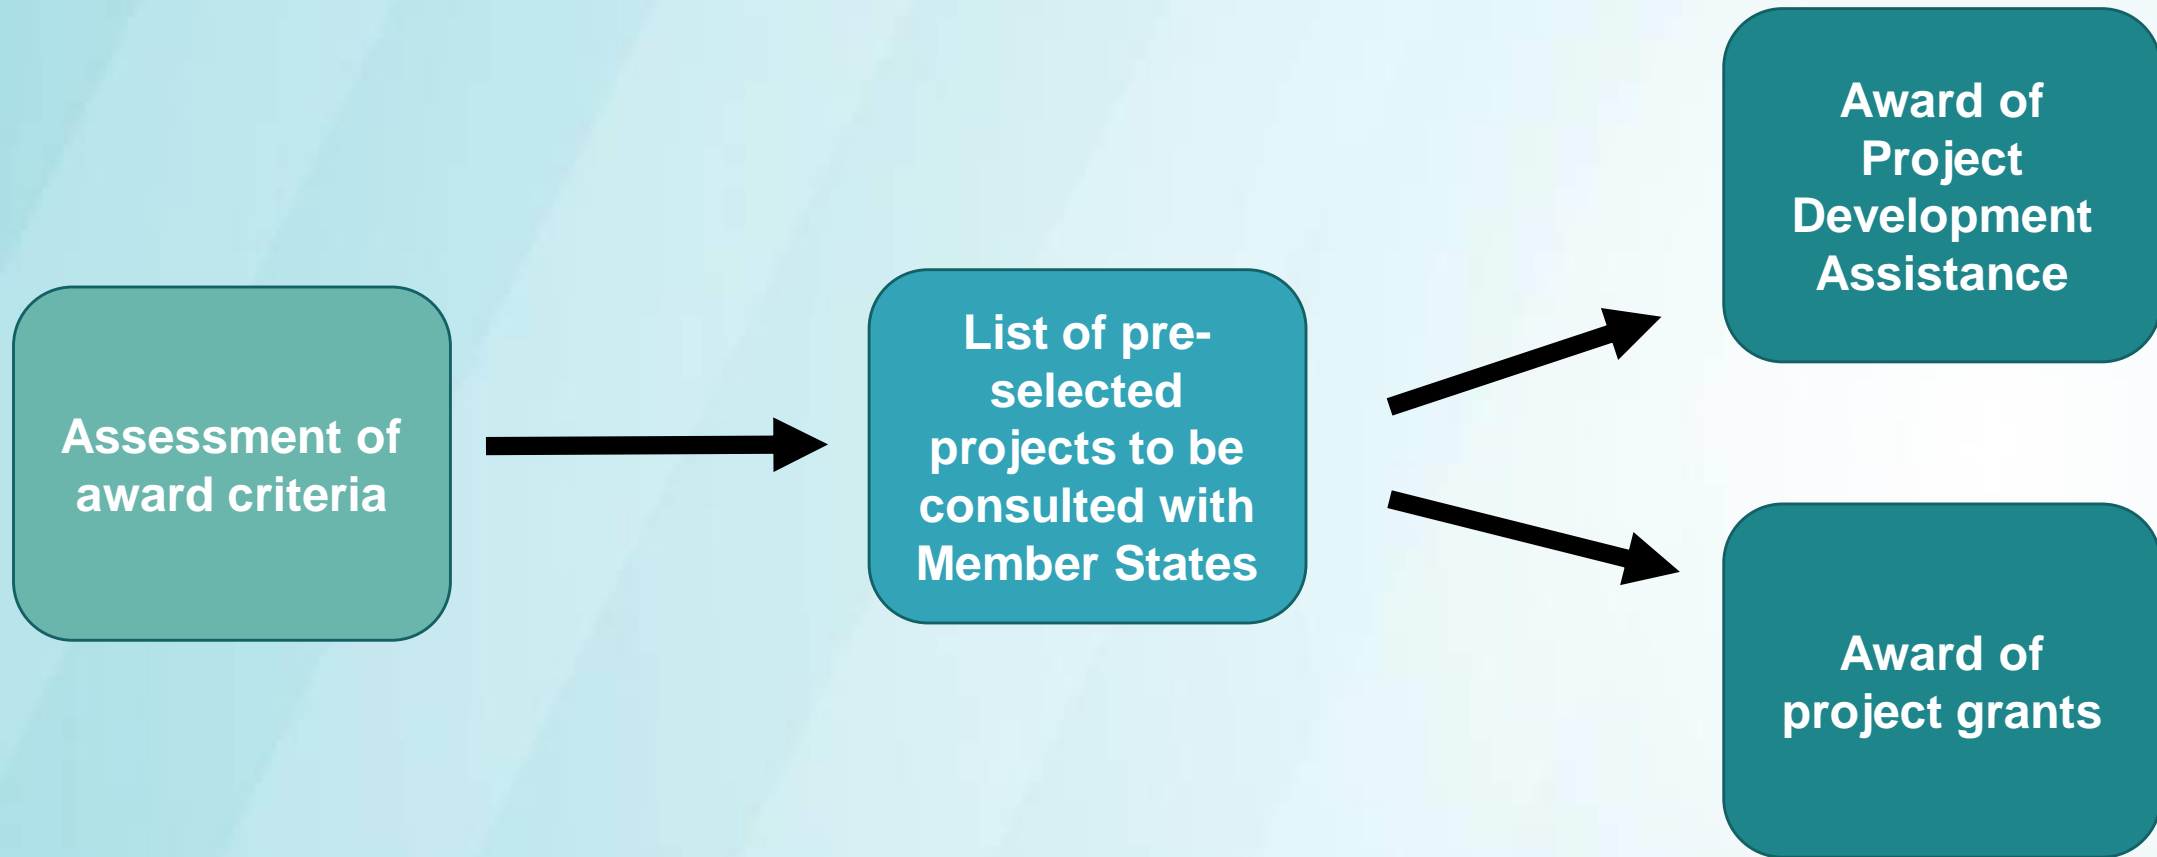 Assessment of
award criteria
List of pre-
selected
projects to be
consulted with
Member States
Award of
Project
Development
Assistance
Award of
project grants